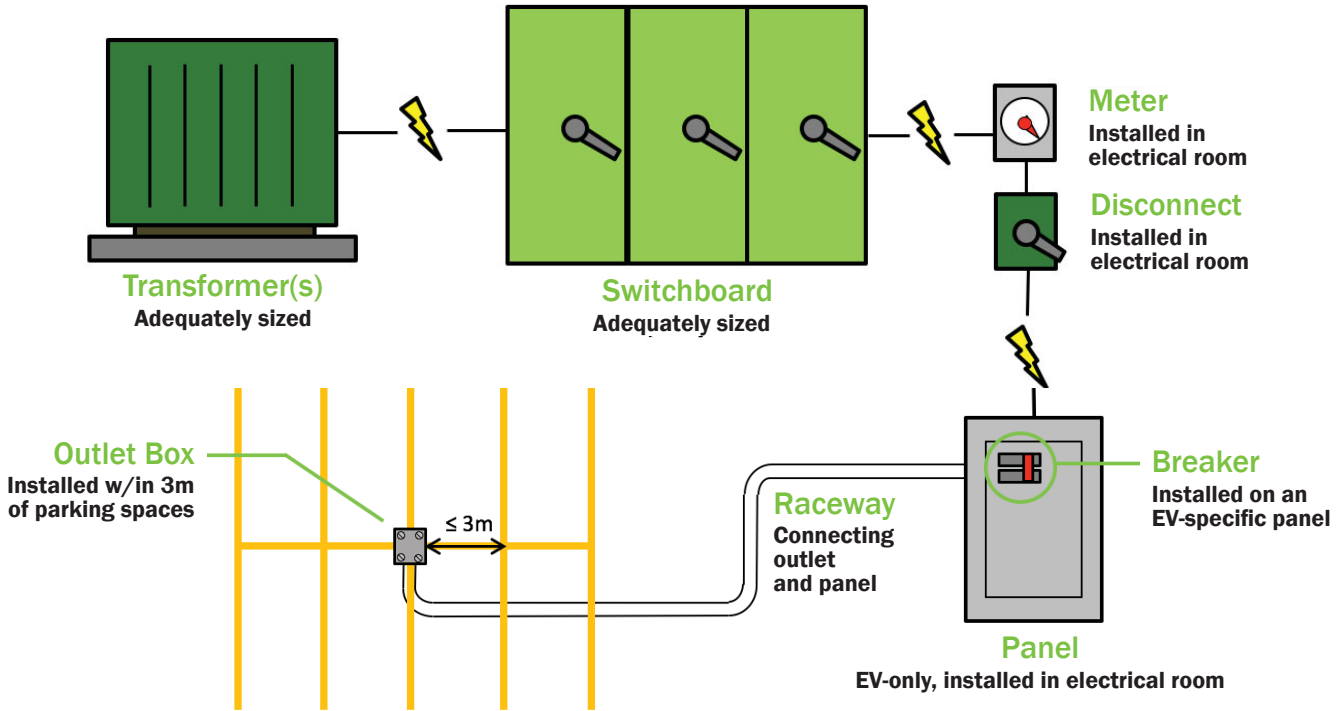 Meter
Installed in
electrical room
Disconnect
Installed in
electrical room
Transformer(s)
Adequately sized
Switchboard
Adequately sized
Outlet Box
Installed w/in 3m
of parking spaces
≤ 3m
Raceway
Connecting
outlet
and panel
Breaker
Installed on an
EV-specific panel
Panel
EV-only, installed in electrical room